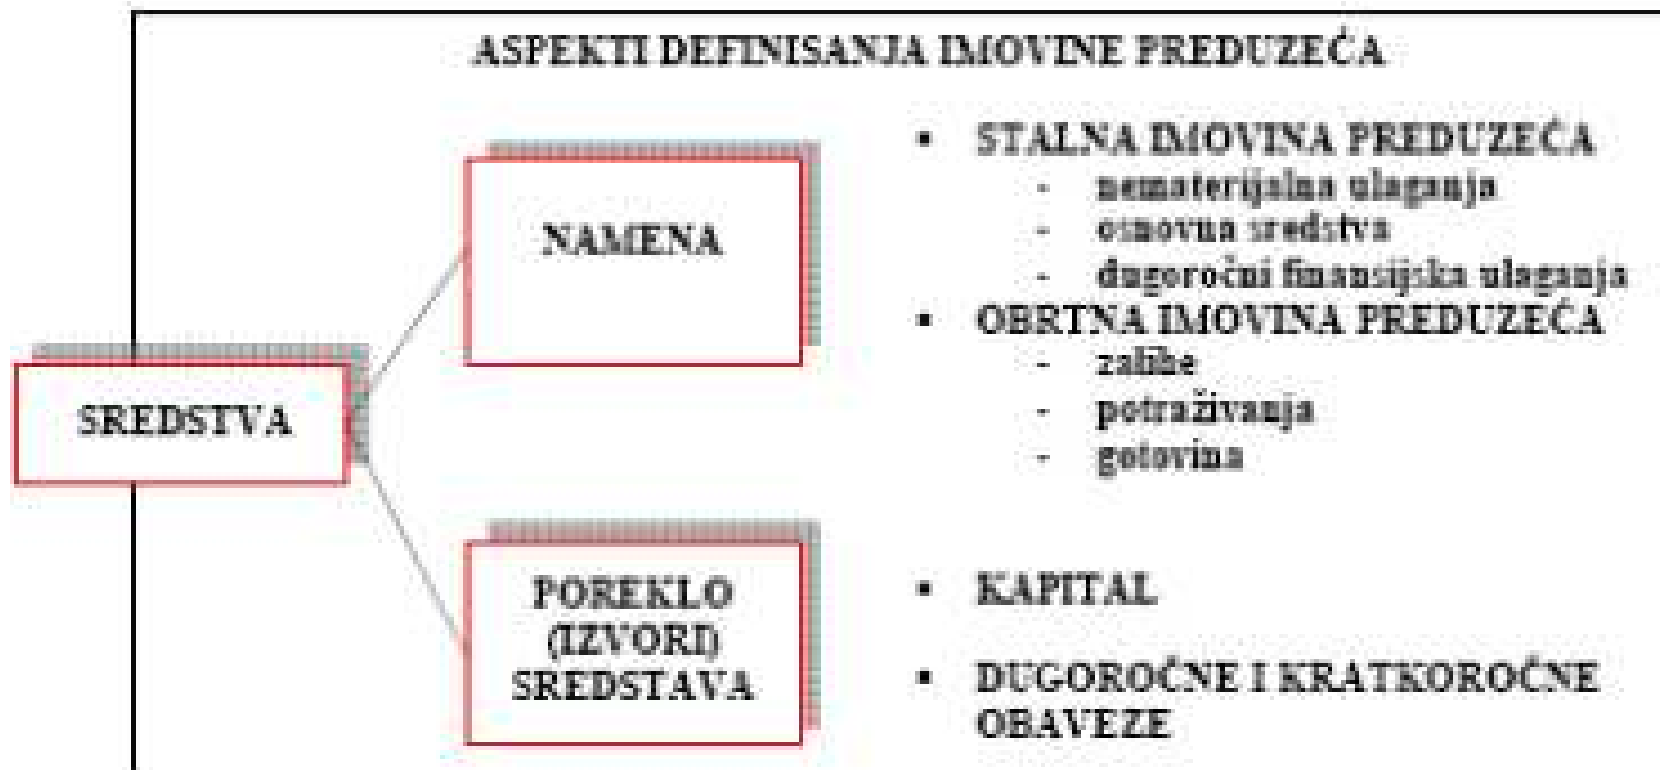 ASPEKTI DEFINISANJA IMOVINE PREDUZEĆA
SREDSTVA
NAMENA
▪ STALNA IMOVINA PREDUZEĆA
- nematerijalna ulaganja
- osnovna sredstva
- dugoročni finansijska ulaganja
▪ OBRTNA IMOVINA PREDUZEĆA
- zalihe
- potraživanja
- gotovina
POREKLO
(IZVORI)
SREDSTAVA
▪ KAPITAL
▪ DUGOROČNE I KRATKOROČNE
OBAVEZE